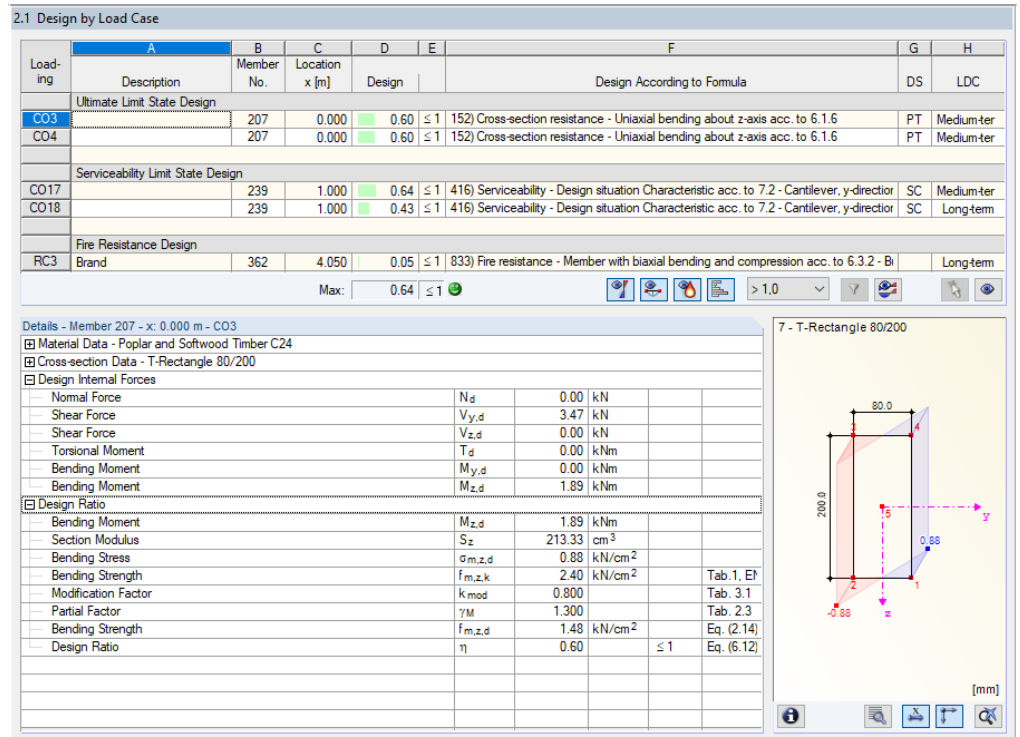 2.1 Design by Load Case
A B C D E F G H
Load- Member Location
ing Description No. x [m] Design Design According to Formula DS LDC
Ultimate Limit State Design
CO3 207 0.000 0.60 ≤ 1 152) Cross-section resistance - Uniaxial bending about z-axis acc. to 6.1.6 PT Medium-ter
CO4 207 0.000 0.60 ≤ 1 152) Cross-section resistance - Uniaxial bending about z-axis acc. to 6.1.6 PT Medium-ter
Serviceability Limit State Design
CO17 239 1.000 0.64 ≤ 1 416) Serviceability - Design situation Characteristic acc. to 7.2 - Cantilever, y-direction SC Medium-ter
CO18 239 1.000 0.43 ≤ 1 416) Serviceability - Design situation Characteristic acc. to 7.2 - Cantilever, y-direction SC Long-term
Fire Resistance Design
RC3 Brand 362 4.050 0.05 ≤ 1 833) Fire resistance - Member with biaxial bending and compression acc. to 6.3.2 - Bi Long-term
Max: 0.64 ≤ 1 > 1,0
Details - Member 207 - x: 0.000 m - CO3
Material Data - Poplar and Softwood Timber C24
Cross-section Data - T-Rectangle 80/200
Design Internal Forces
Normal Force Nd 0.00 kN
Shear Force Vy,d 3.47 kN
Shear Force Vz,d 0.00 kN
Torsional Moment Td 0.00 kNm
Bending Moment My,d 0.00 kNm
Bending Moment Mz,d 1.89 kNm
Design Ratio
Bending Moment Mz,d 1.89 kNm
Section Modulus Sz 213.33 cm3
Bending Stress σm,z,d 0.88 kN/cm2
Bending Strength fm,z,k 2.40 kN/cm2 Tab.1, EN
Modification Factor kmod 0.800 Tab. 3.1
Partial Factor γM 1.300 Tab. 2.3
Bending Strength fm,z,d 1.48 kN/cm2 Eq. (2.14)
Design Ratio η 0.60 ≤ 1 Eq. (6.12)
7 - T-Rectangle 80/200
80.0
3 4
200.0
5
y
0.88
2 1
-0.88 z
[mm]